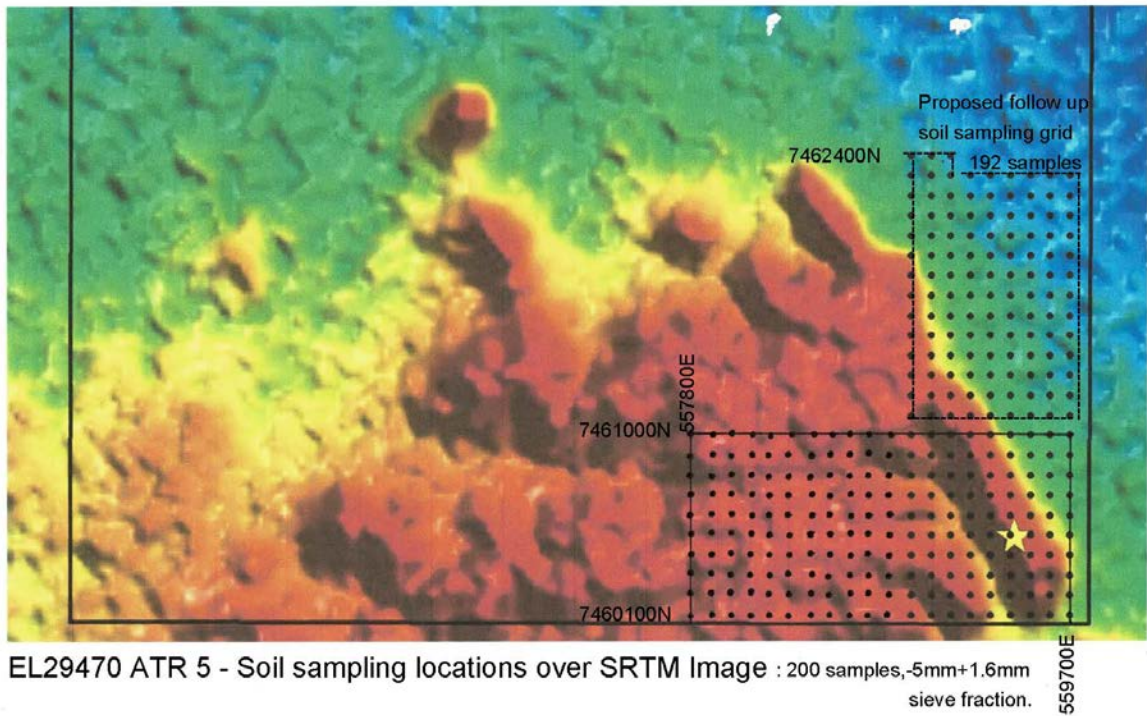 Proposed follow up
soil sampling grid
192 samples
7462400N
557800E
7461000N
7460100N
559700E
EL29470 ATR 5 - Soil sampling locations over SRTM Image : 200 samples,-5mm+1.6mm
sieve fraction.